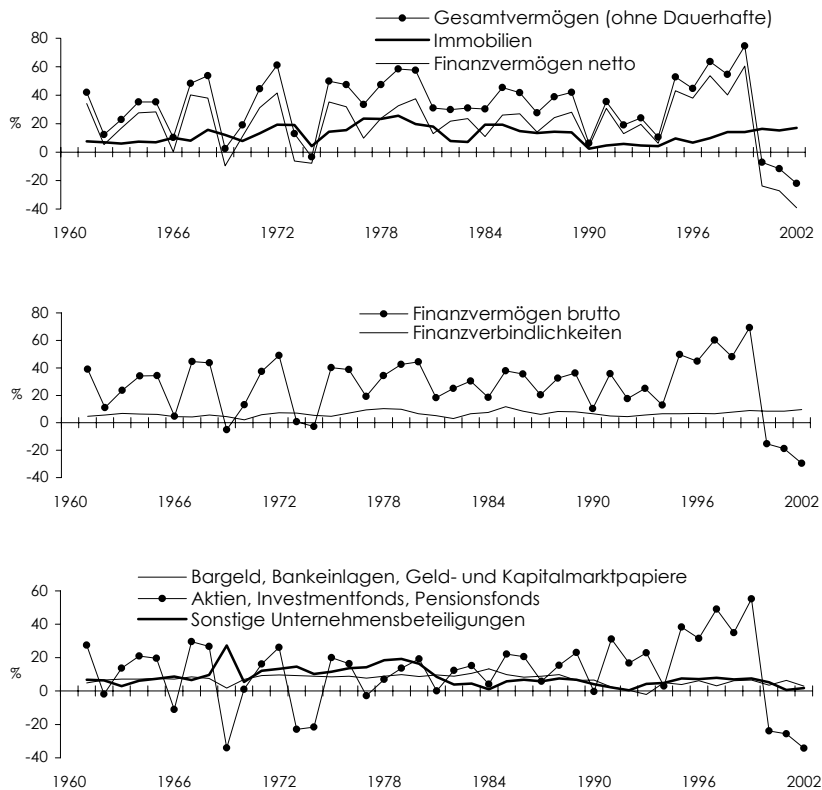 Gesamtvermögen (ohne Dauerhafte)
Immobilien
Finanzvermögen netto
80
60
40
20
0
-20
-40
%
1960 1966 1972 1978 1984 1990 1996 2002
Finanzvermögen brutto
Finanzverbindlichkeiten
80
60
40
20
0
-20
-40
%
1960 1966 1972 1978 1984 1990 1996 2002
Bargeld, Bankeinlagen, Geld- und Kapitalmarktpapiere
Aktien, Investmentfonds, Pensionsfonds
Sonstige Unternehmensbeteiligungen
60
40
20
0
-20
-40
%
1960 1966 1972 1978 1984 1990 1996 2002